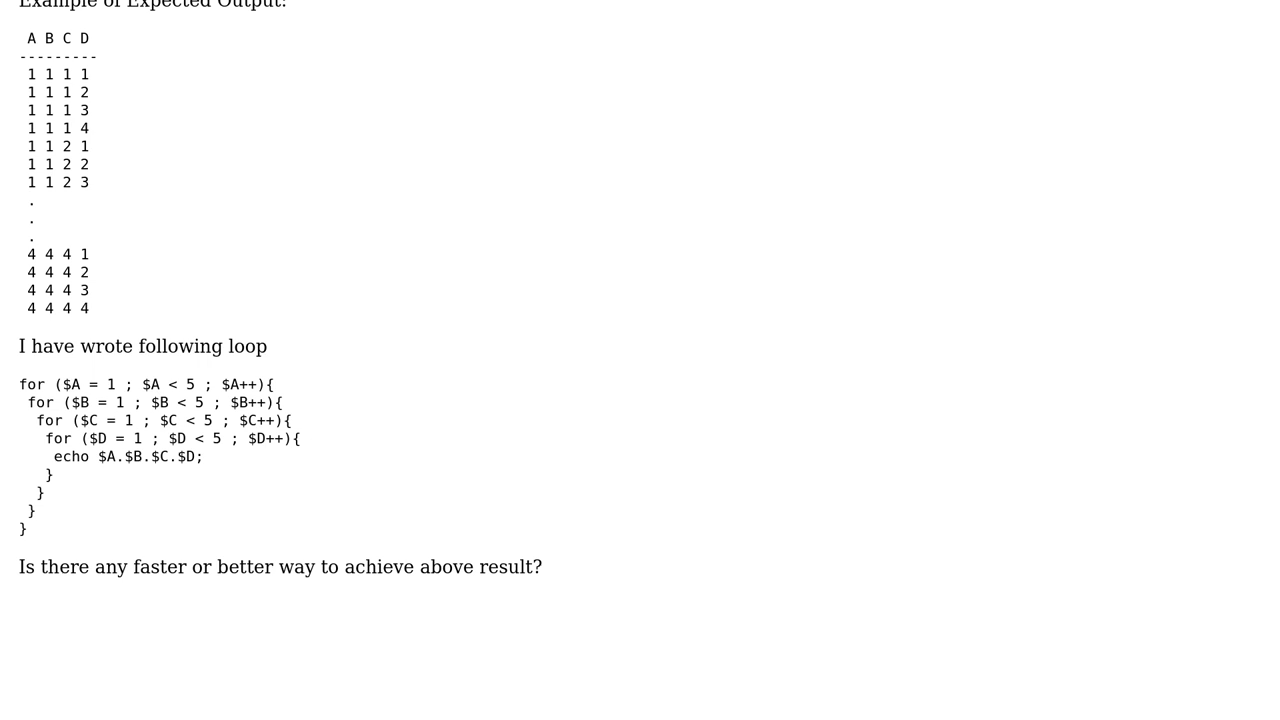 Example of Expected Output:
A B C D
---------
1 1 1 1
1 1 1 2
1 1 1 3
1 1 1 4
1 1 2 1
1 1 2 2
1 1 2 3
.
.
.
4 4 4 1
4 4 4 2
4 4 4 3
4 4 4 4
I have wrote following loop
for ($A = 1 ; $A < 5 ; $A++){
 for ($B = 1 ; $B < 5 ; $B++){
  for ($C = 1 ; $C < 5 ; $C++){
   for ($D = 1 ; $D < 5 ; $D++){
    echo $A.$B.$C.$D;
   }
  }
 }
}
Is there any faster or better way to achieve above result?